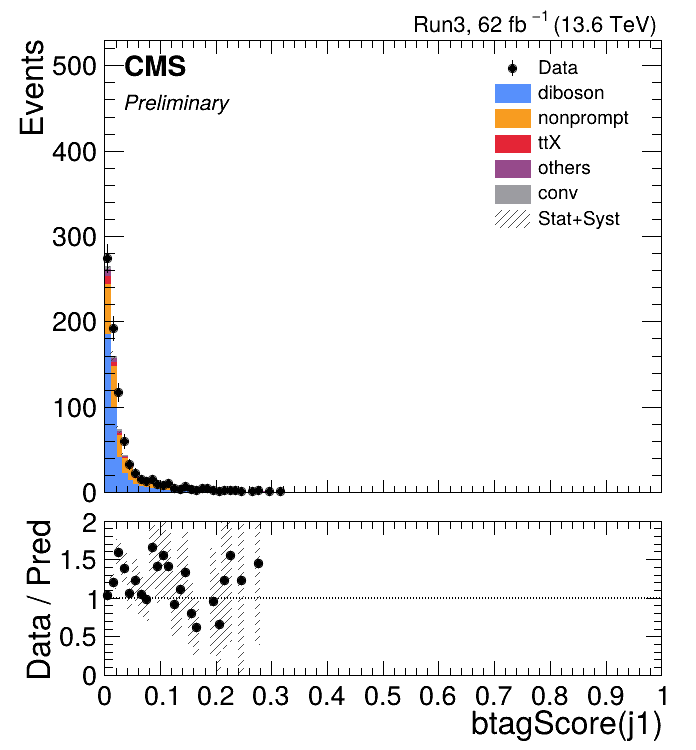 Run3, 62 fb⁻¹ (13.6 TeV)
Events
500
400
300
200
100
0
CMS
Preliminary
Data
diboson
nonprompt
ttX
others
conv
Stat+Syst
Data / Pred
2
1.5
1
0.5
0
0 0.1 0.2 0.3 0.4 0.5 0.6 0.7 0.8 0.9 1
btagScore(j1)